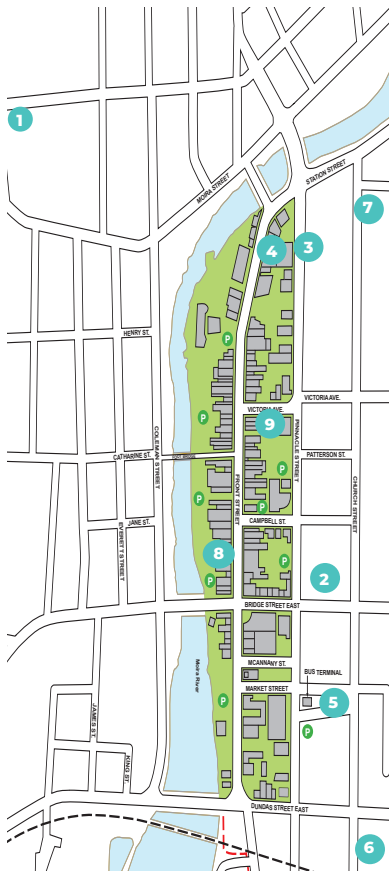 1
MOIRA STREET
STATION STREET
7
4
3
HENRY ST.
P
VICTORIA AVE.
VICTORIA AVE.
9
P
COLEMAN STREET
PINNACLE STREET
CATHARINE ST.
FOOT BRIDGE
PATTERSON ST.
P
FRONT STREET
CHURCH STREET
P
P
JANE ST.
EVERETT STREET
CAMPBELL ST.
8
P
P
2
BRIDGE STREET EAST
Moira River
MCANNANY ST.
BUS TERMINAL
MARKET STREET
P
5
JAMES ST.
P
KING ST
DUNDAS STREET EAST
6